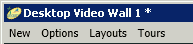 Desktop Video Wall 1 *
New Options Layouts Tours